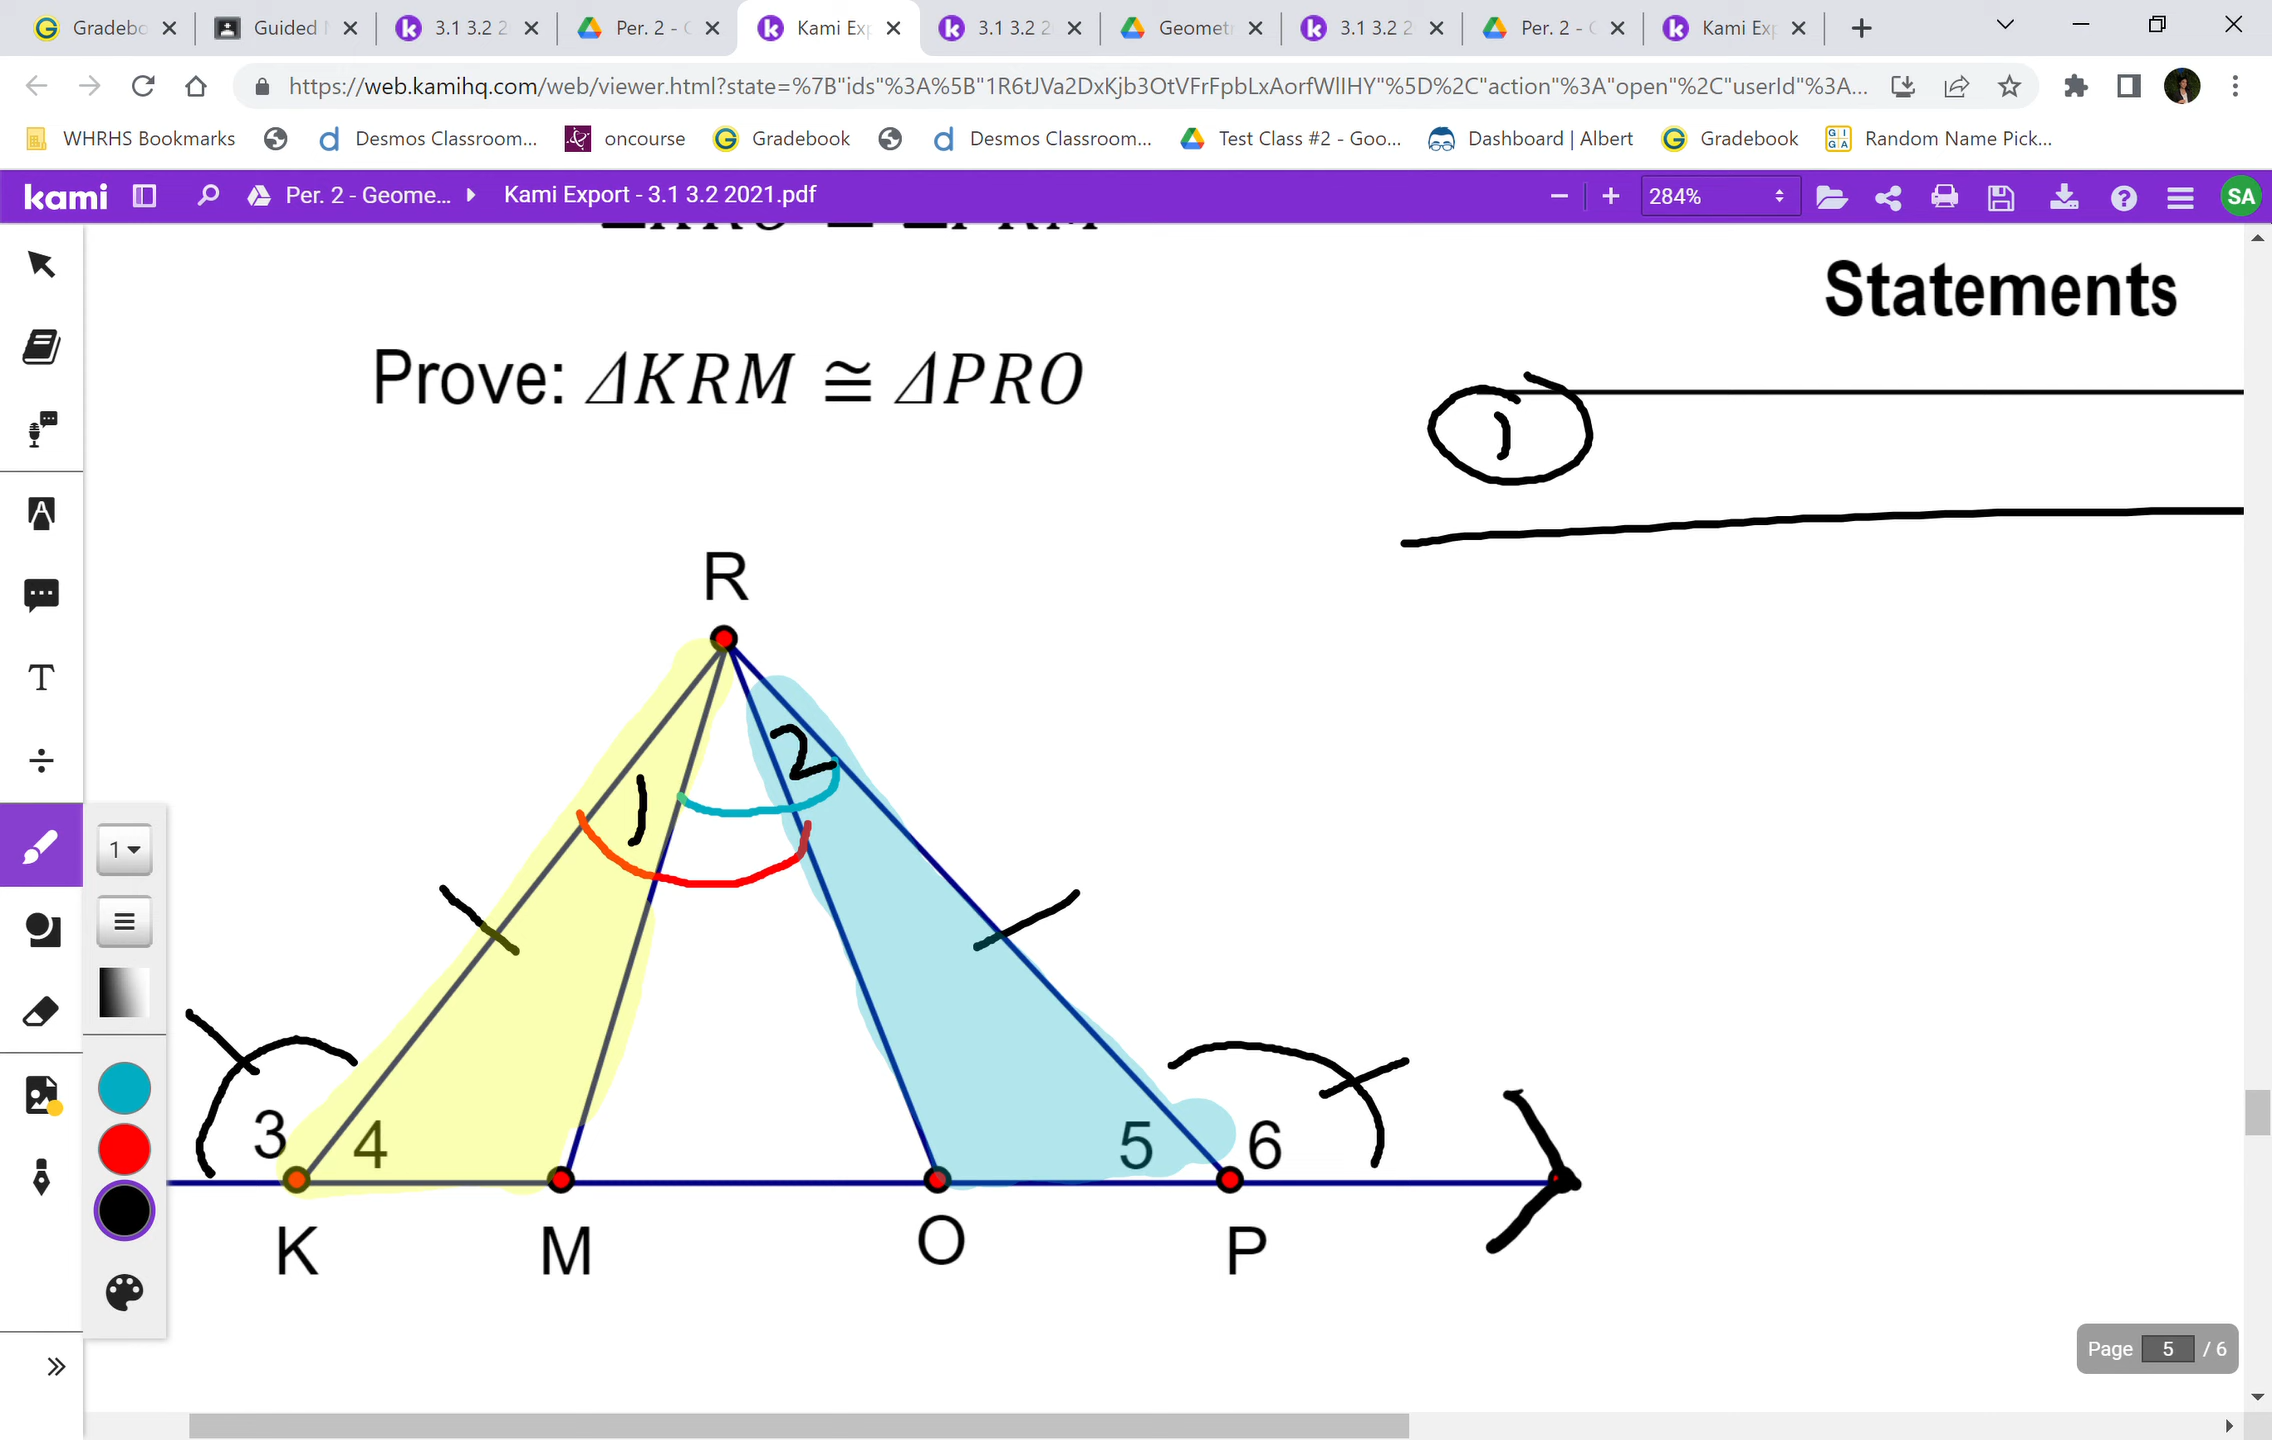 Gradebo
Guided
3.1 3.2 2
Per. 2 - G
Kami Exp
3.1 3.2 2
Geometr
3.1 3.2 2
Per. 2 - G
Kami Exp
https://web.kamihq.com/web/viewer.html?state=%7B"ids"%3A%5B"1R6tJVa2DxKjb3OtVFrFpbLxAorfWlIHY"%5D%2C"action"%3A"open"%2C"userId"%3A...
WHRHS Bookmarks
Desmos Classroom...
oncourse
Gradebook
Desmos Classroom...
Test Class #2 - Goo...
Dashboard | Albert
Gradebook
Random Name Pick...
kami
Per. 2 - Geome...
Kami Export - 3.1 3.2 2021.pdf
284%
SA
Statements
Prove: ΔKRM ≅ ΔPRO
1
R
2
1
3
4
5
6
K
M
O
P
1
Page 5 / 6